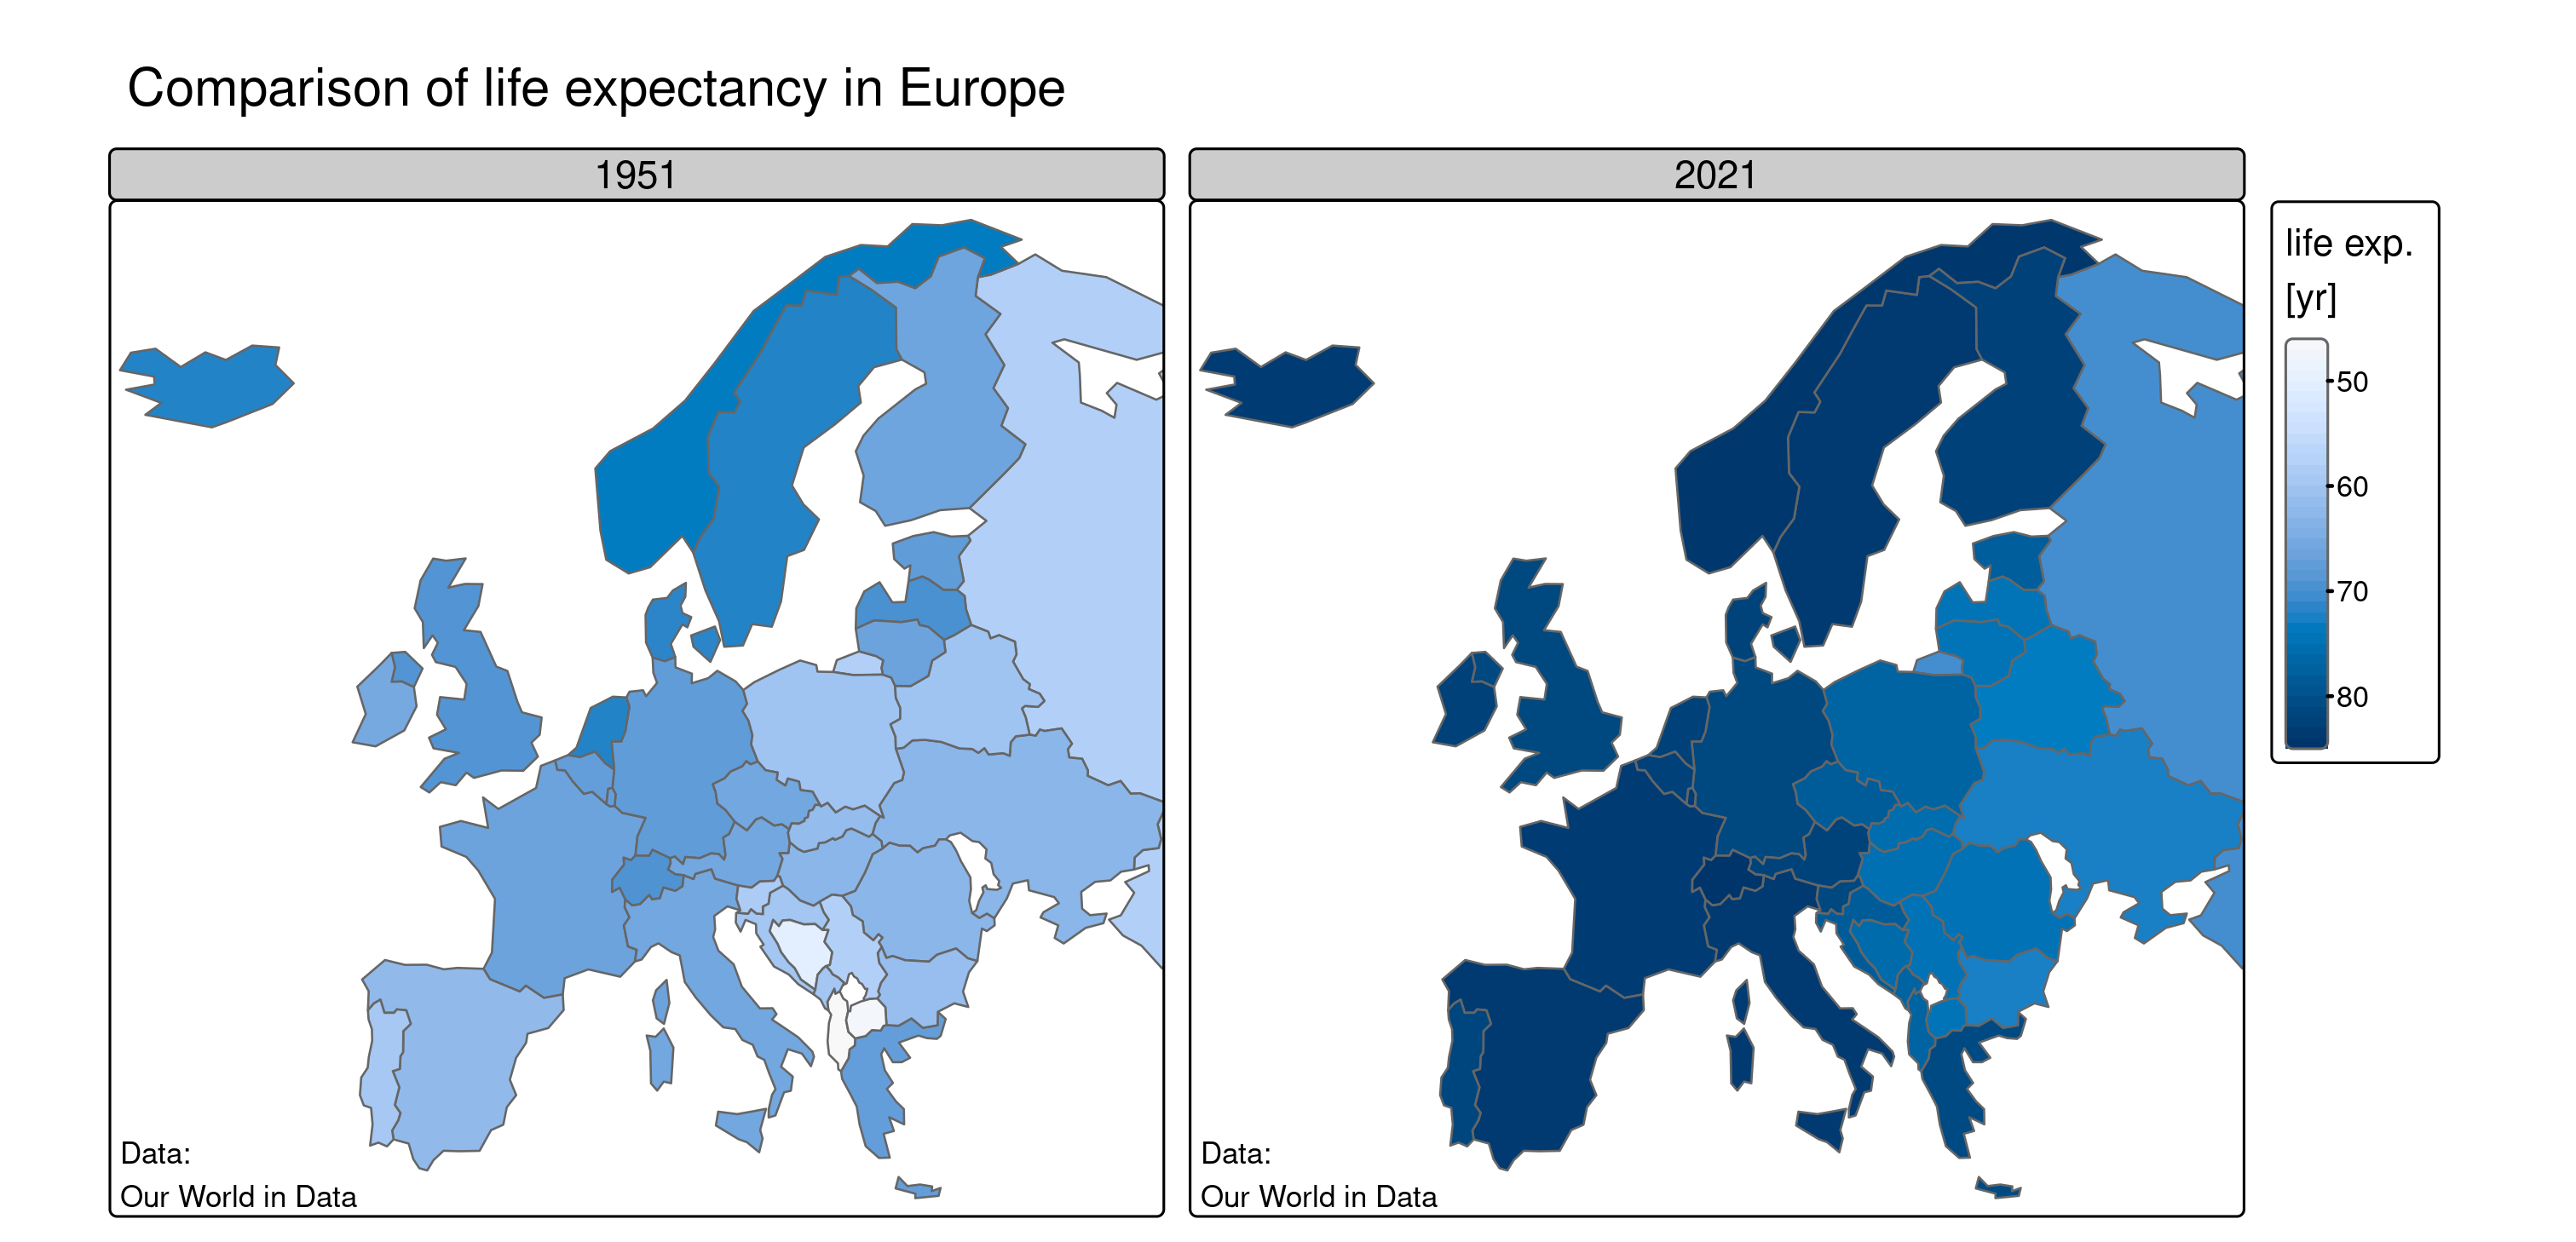 Comparison of life expectancy in Europe
1951
2021
life exp.
[yr]
50
60
70
80
Data:
Our World in Data
Data:
Our World in Data